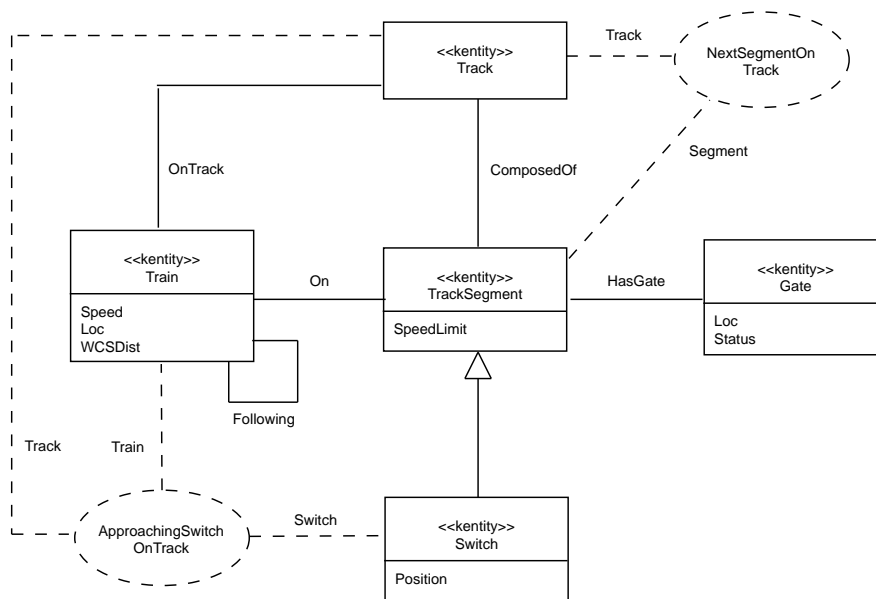 <<kentity>>
Track
Track
NextSegmentOn
Track
OnTrack
ComposedOf
Segment
<<kentity>>
Train
Speed
Loc
WCSDist
On
<<kentity>>
TrackSegment
SpeedLimit
HasGate
<<kentity>>
Gate
Loc
Status
Following
Track
Train
ApproachingSwitch
OnTrack
Switch
<<kentity>>
Switch
Position